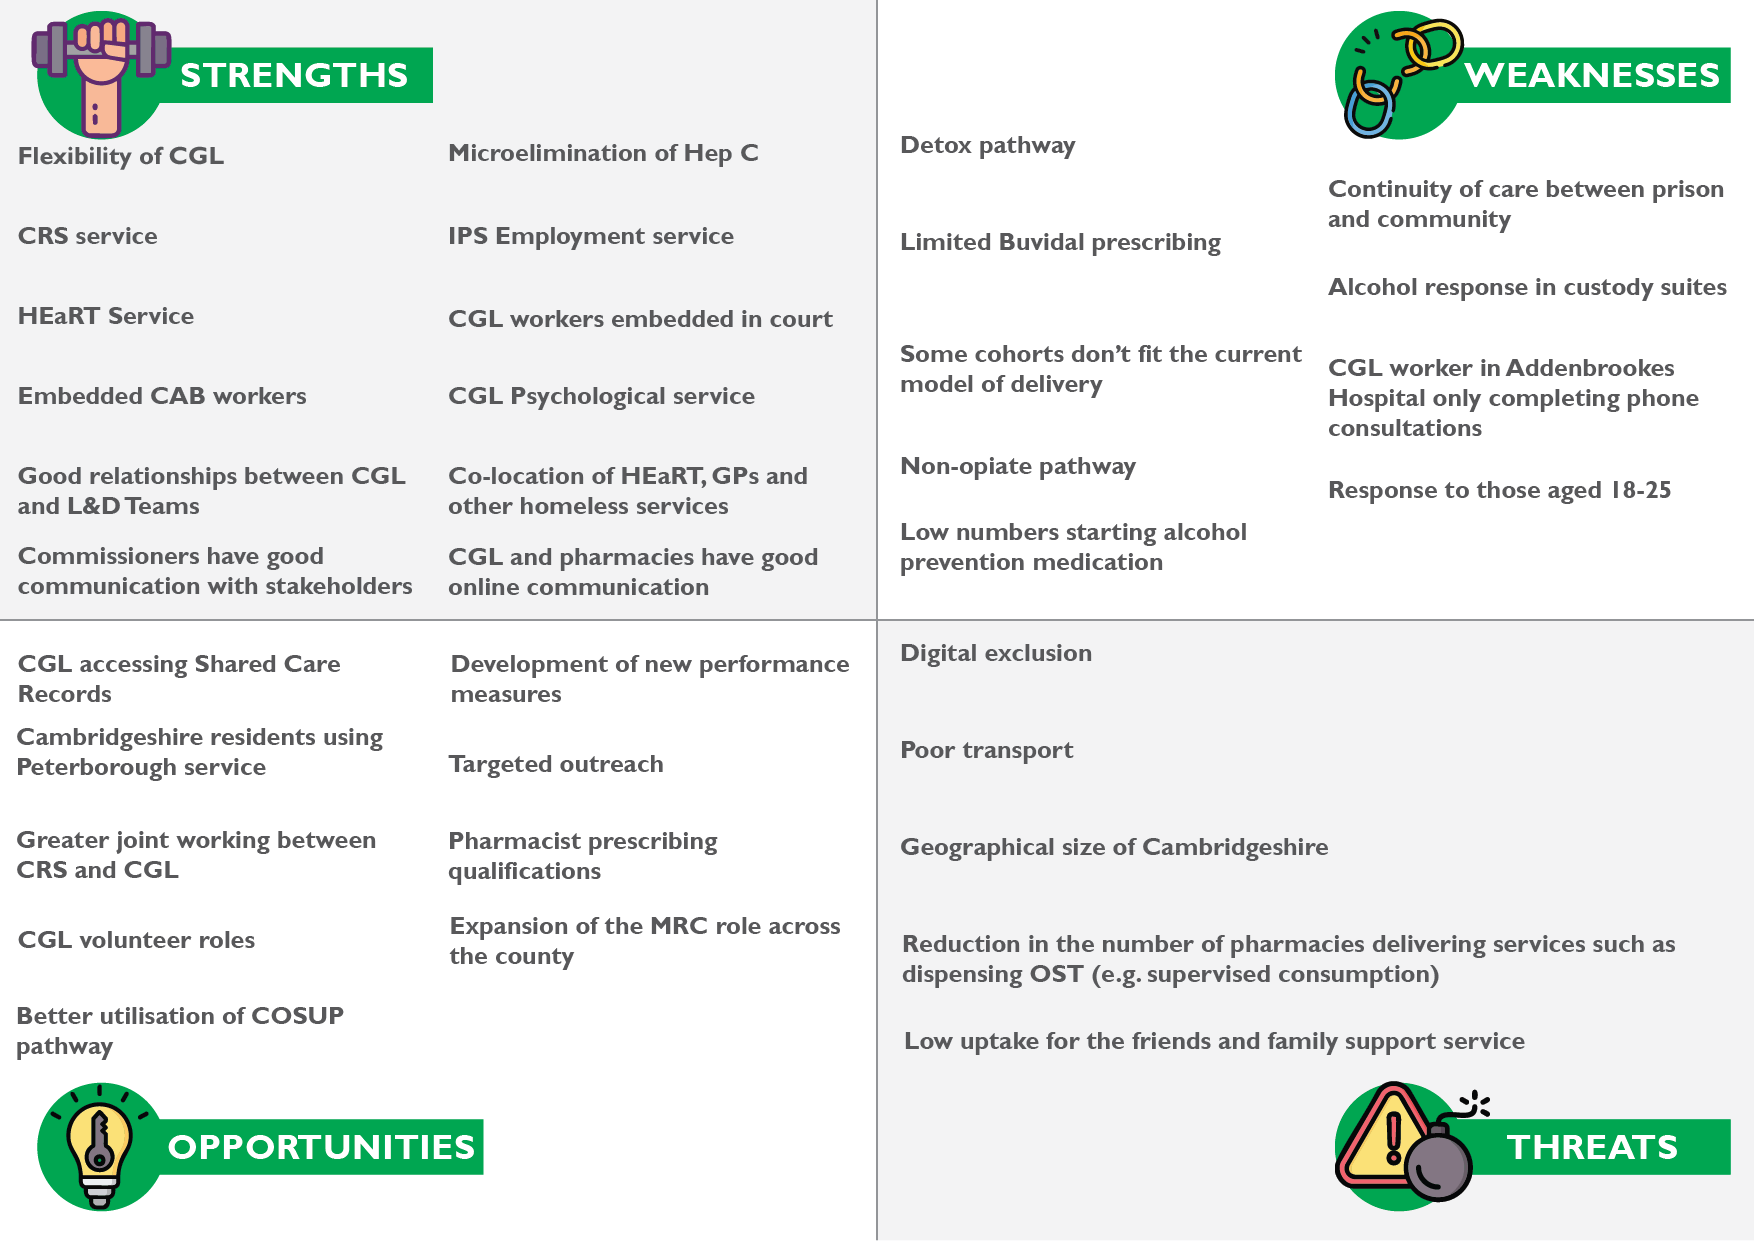 STRENGTHS
Flexibility of CGL
CRS service
HEaRT Service
Embedded CAB workers
Good relationships between CGL
and L&D Teams
Commissioners have good
communication with stakeholders
Microelimination of Hep C
IPS Employment service
CGL workers embedded in court
CGL Psychological service
Co-location of HEaRT, GPs and
other homeless services
CGL and pharmacies have good
online communication
WEAKNESSES
Detox pathway
Limited Buvidal prescribing
Some cohorts don’t fit the current
model of delivery
Non-opiate pathway
Low numbers starting alcohol
prevention medication
Continuity of care between prison
and community
Alcohol response in custody suites
CGL worker in Addenbrookes
Hospital only completing phone
consultations
Response to those aged 18-25
CGL accessing Shared Care
Records
Cambridgeshire residents using
Peterborough service
Greater joint working between
CRS and CGL
CGL volunteer roles
Better utilisation of COSUP
pathway
Development of new performance
measures
Targeted outreach
Pharmacist prescribing
qualifications
Expansion of the MRC role across
the county
OPPORTUNITIES
Digital exclusion
Poor transport
Geographical size of Cambridgeshire
Reduction in the number of pharmacies delivering services such as
dispensing OST (e.g. supervised consumption)
Low uptake for the friends and family support service
THREATS